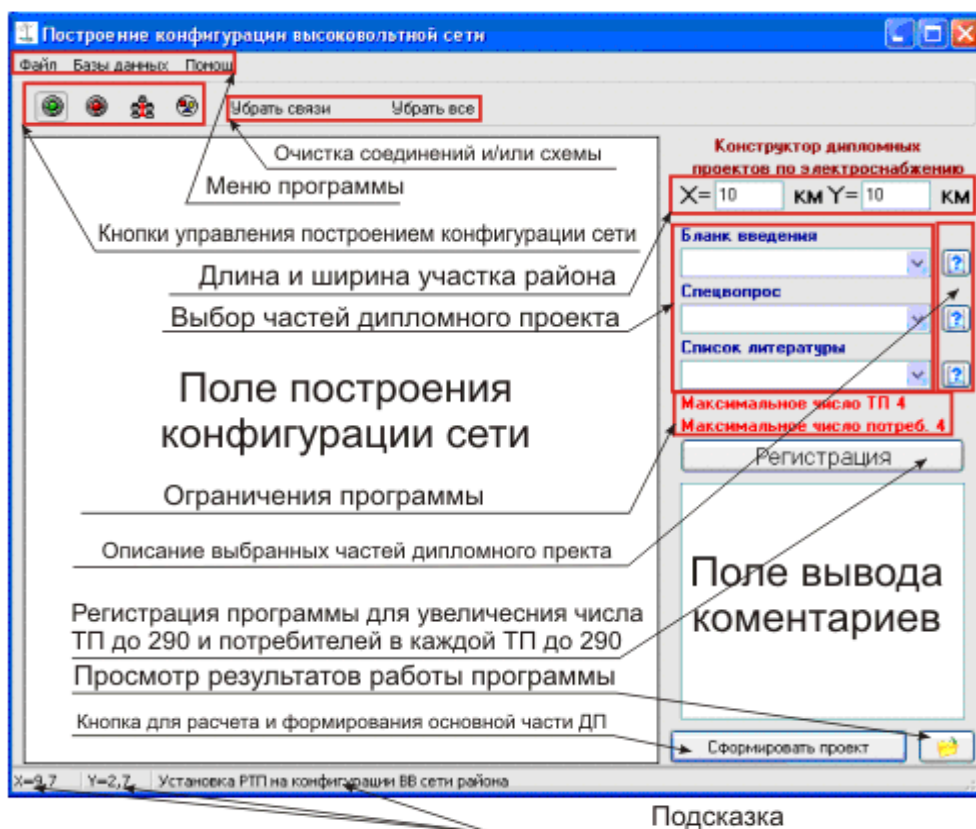 Построение конфигурации высоковольтной сети
Файл Базы данных Помощ
Убрать связи Убрать все
Очистка соединений и/или схемы
Меню программы
Кнопки управления построением конфигурации сети
Длина и ширина участка района
Выбор частей дипломного проекта
Поле построения
конфигурации сети
Ограничения программы
Описание выбранных частей дипломного пректа
Регистрация программы для увеличесния числа
ТП до 290 и потребителей в каждой ТП до 290
Просмотр результатов работы программы
Кнопка для расчета и формирования основной части ДП
Конструктор дипломных
проектов по электроснабжению
X= 10 км Y= 10 км
Бланк введения
?
Спецвопрос
?
Список литературы
?
Максимальное число ТП 4
Максимальное число потреб. 4
Регистрация
Поле вывода
коментариев
Сформировать проект
X=9,7 Y=2,7 Установка РТП на конфигурации ВВ сети района
Подсказка